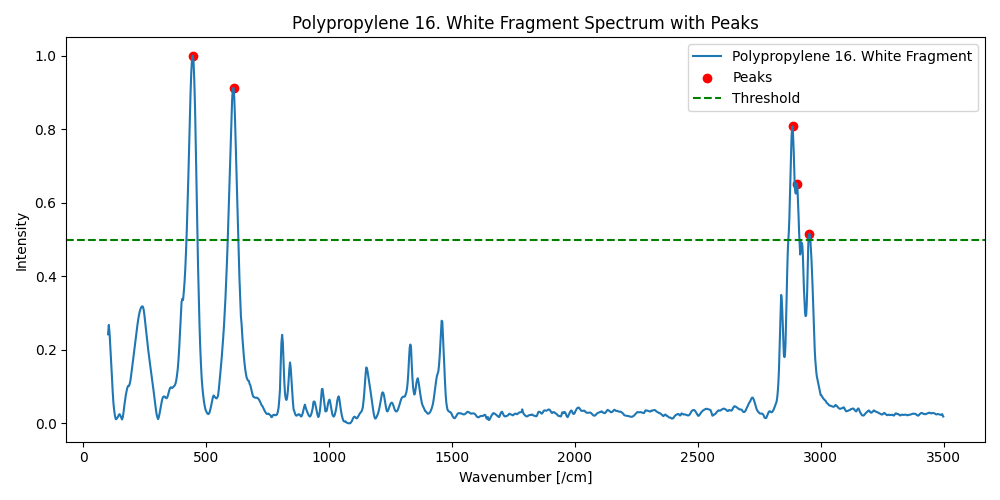 Polypropylene 16. White Fragment Spectrum with Peaks
Polypropylene 16. White Fragment
Peaks
Threshold
Intensity
1.0
0.8
0.6
0.4
0.2
0.0
0 500 1000 1500 2000 2500 3000 3500
Wavenumber [/cm]